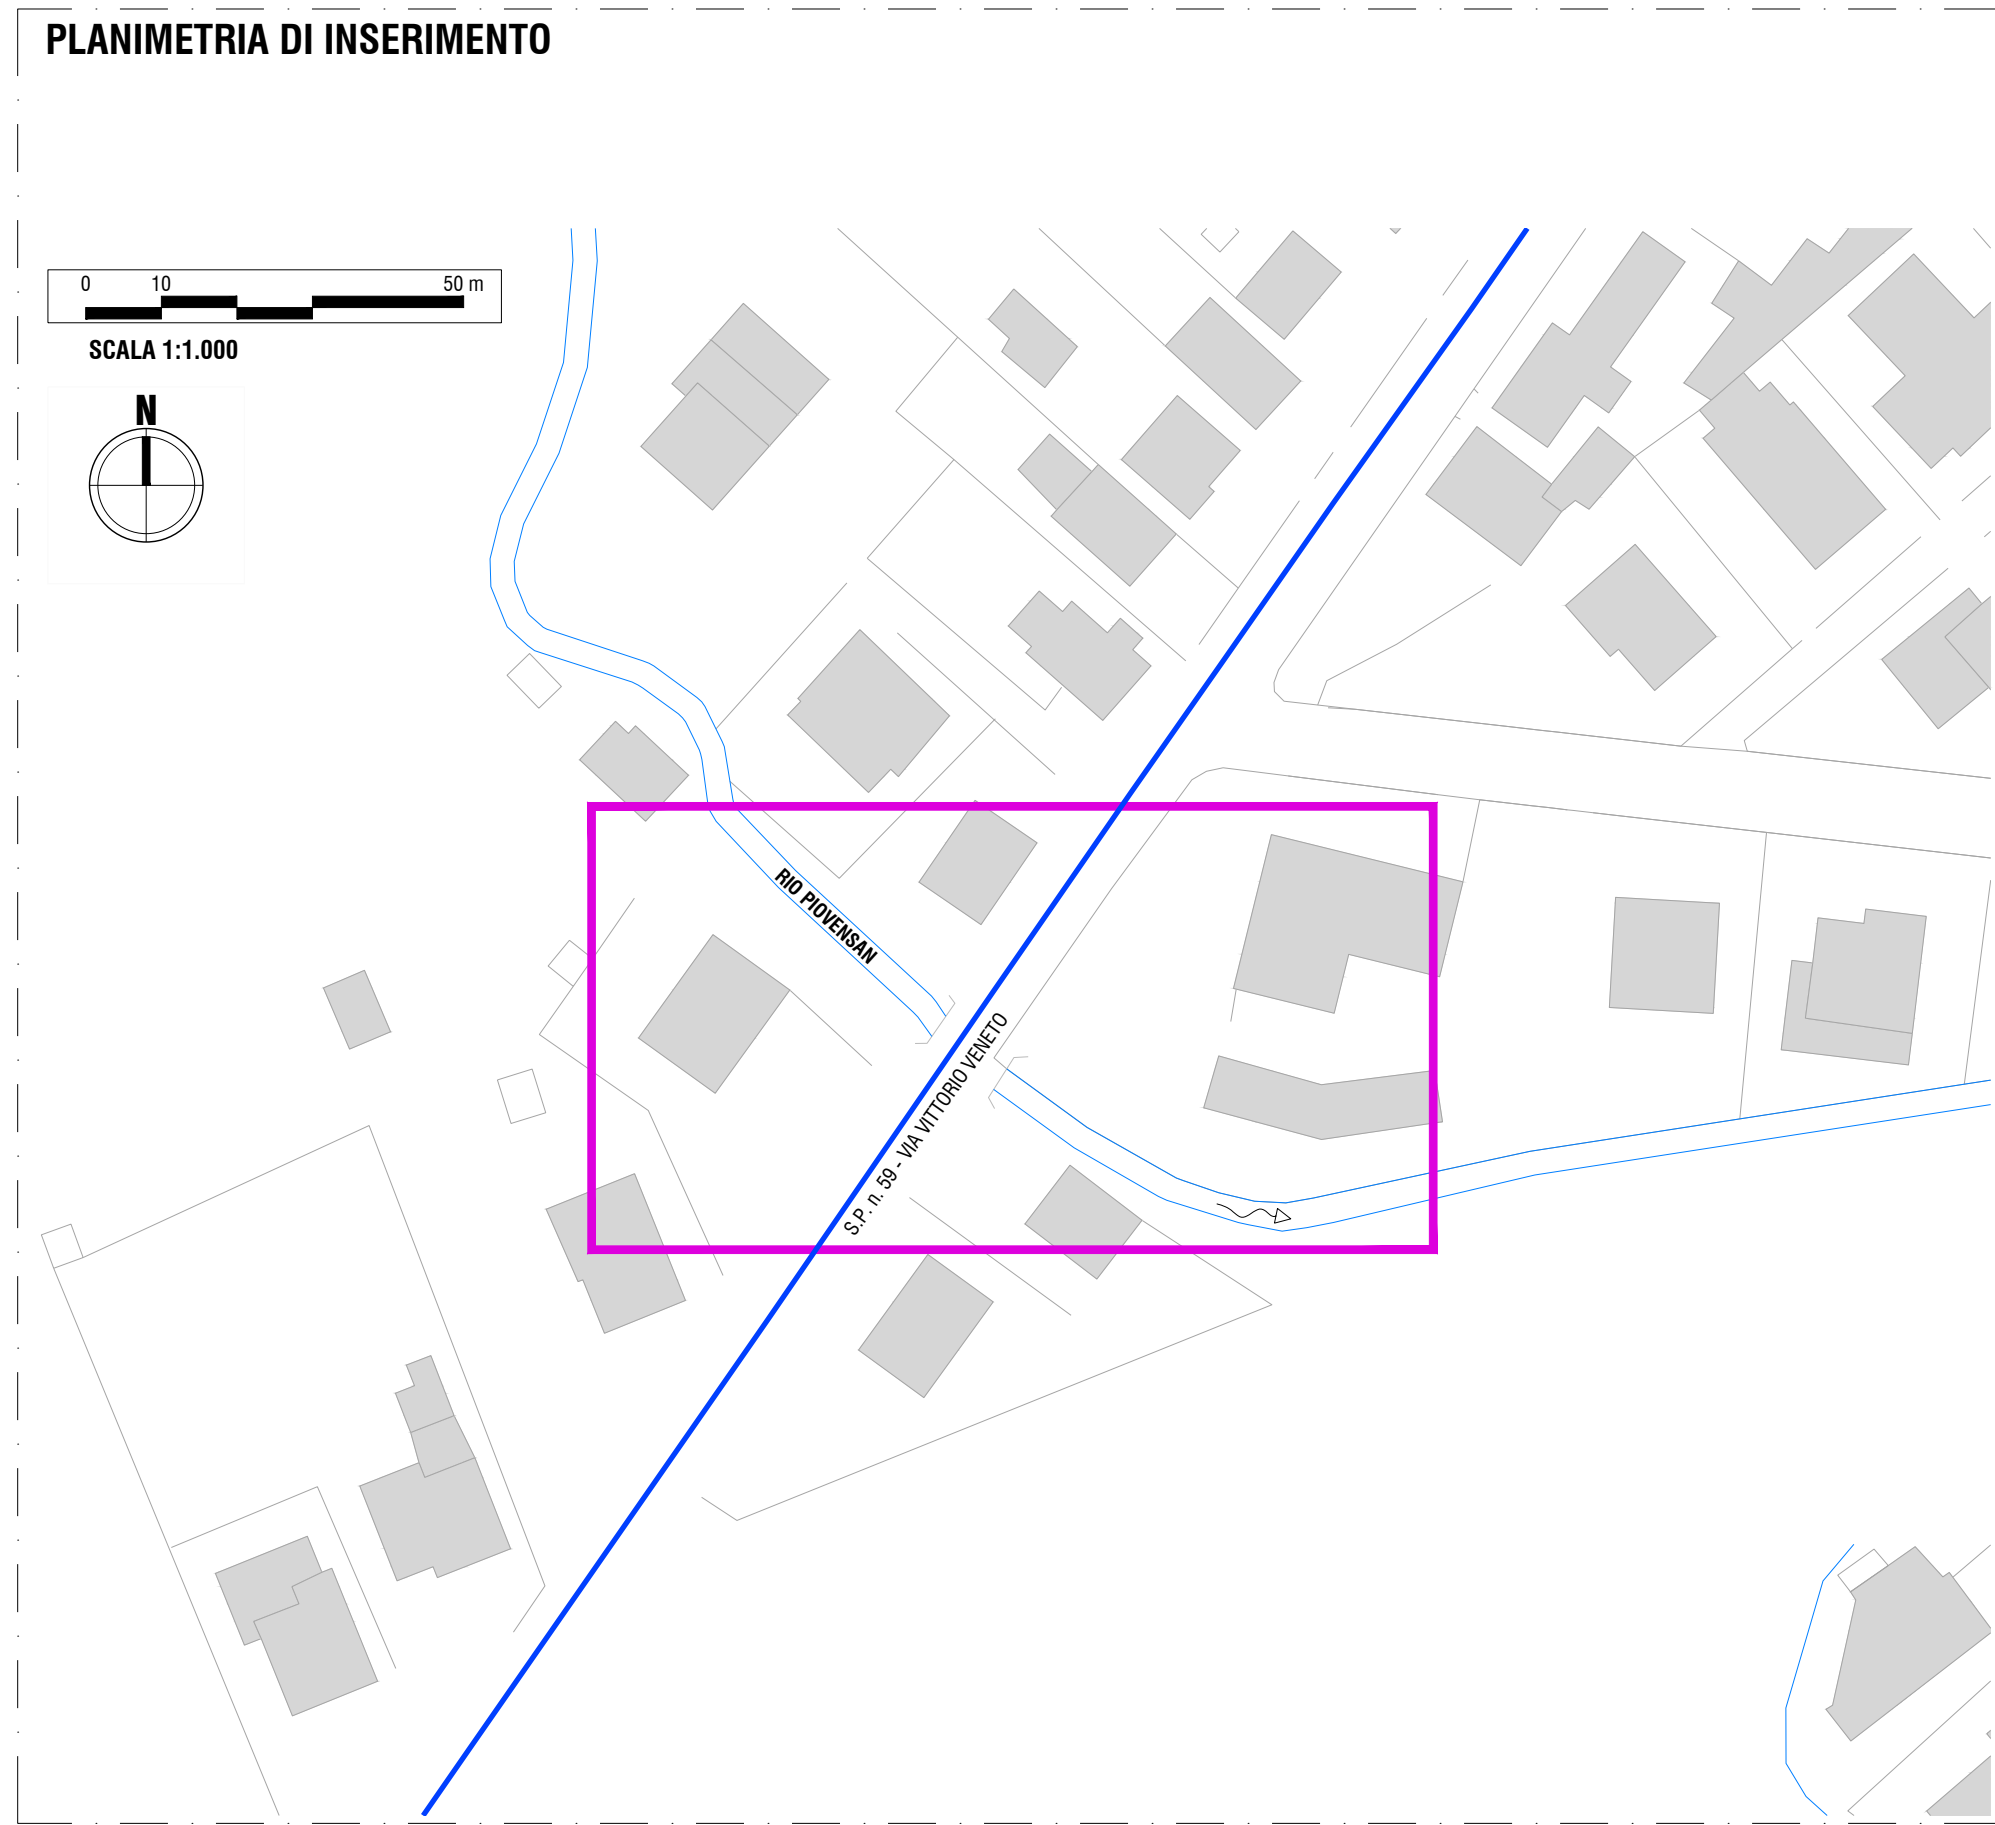 PLANIMETRIA DI INSERIMENTO
0 10 50 m
SCALA 1:1.000
N
RIO PIOVENSAN
S.P. n. 59 - VIA VITTORIO VENETO